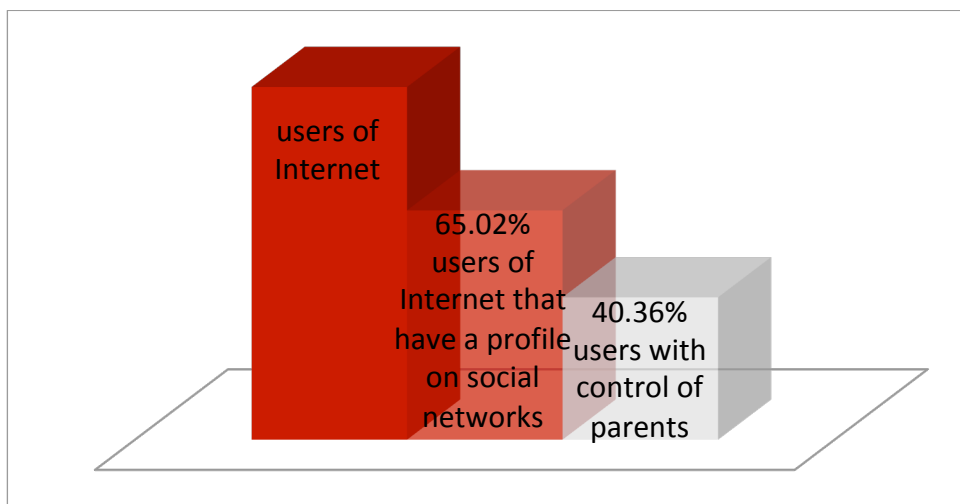 users of
Internet
65.02%
users of
Internet that
have a profile
on social
networks
40.36%
users with
control of
parents